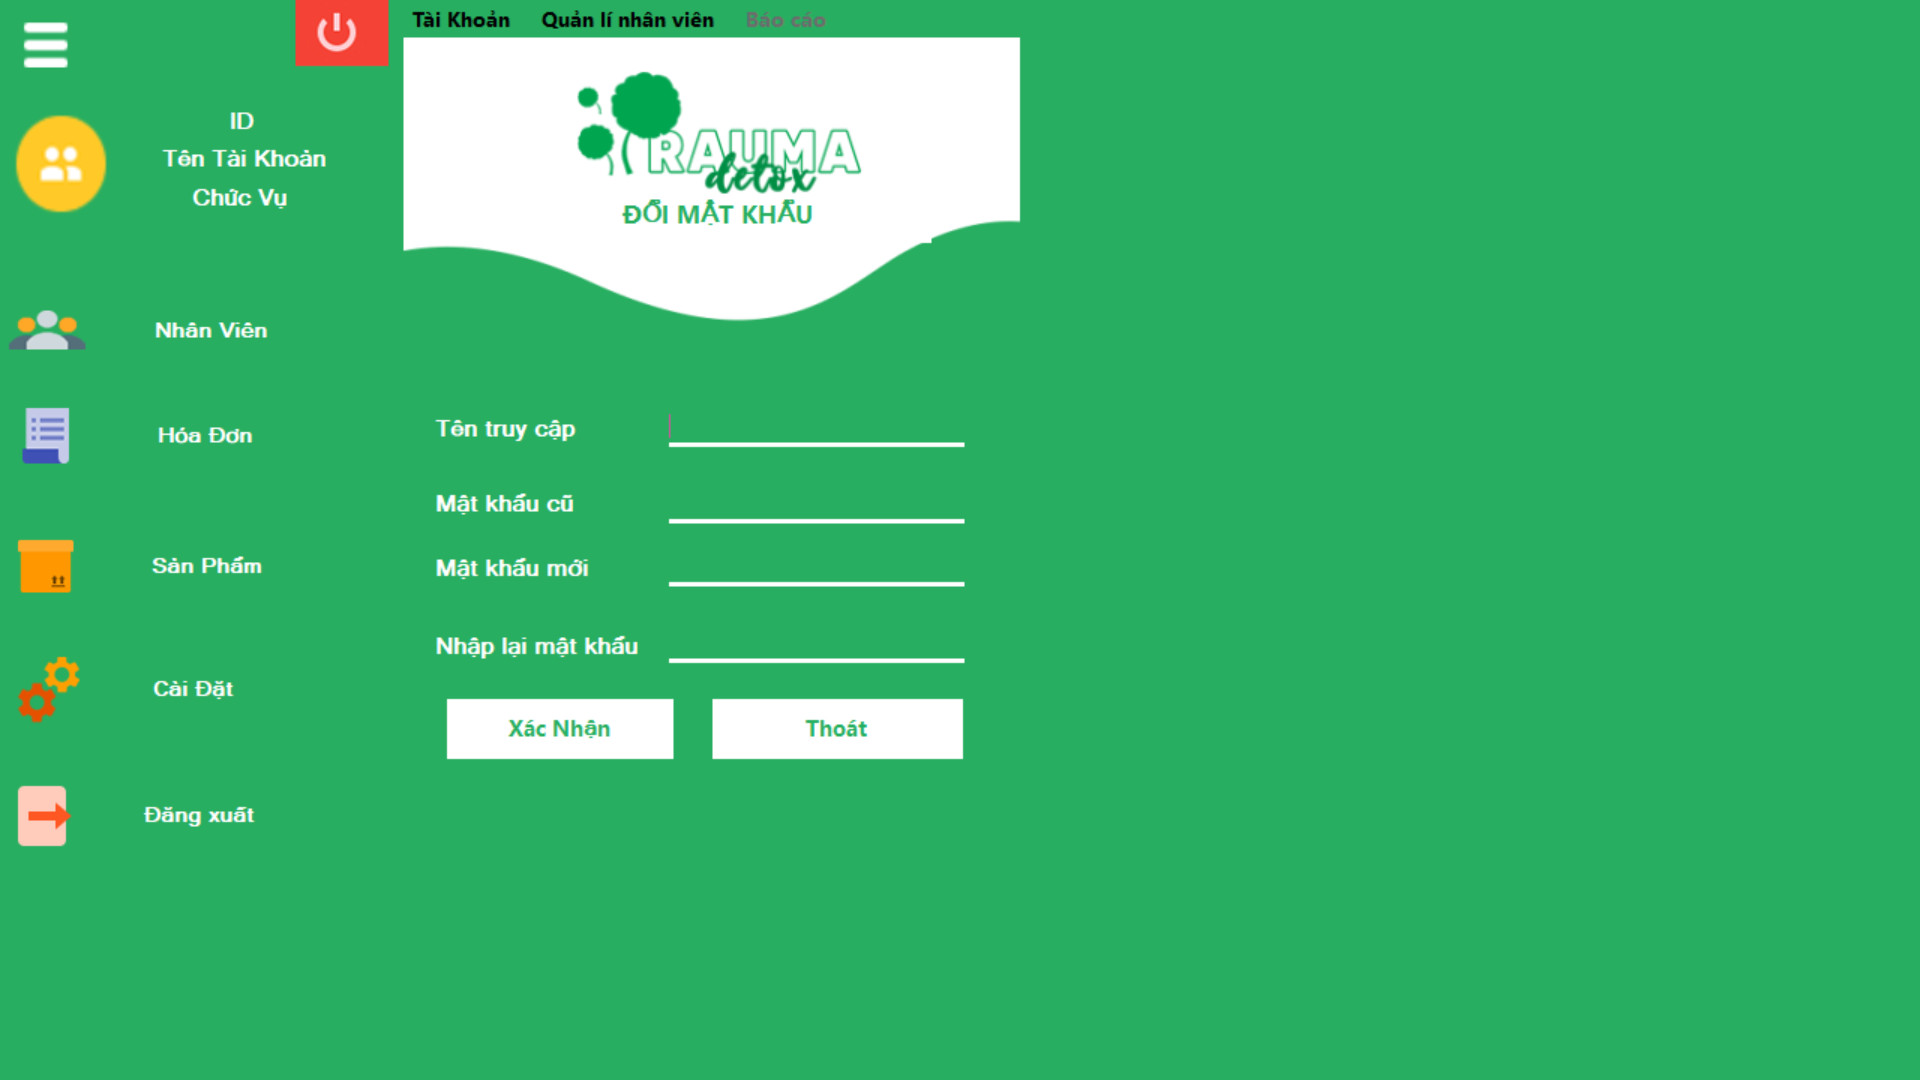 Tài Khoản Quản lí nhân viên Báo cáo
ID
Tên Tài Khoản
Chức Vụ
RAUMA
detox
ĐỔI MẬT KHẨU
Nhân Viên
Hóa Đơn
Sản Phẩm
Cài Đặt
Đăng xuất
Tên truy cập
Mật khẩu cũ
Mật khẩu mới
Nhập lại mật khẩu
Xác Nhận Thoát